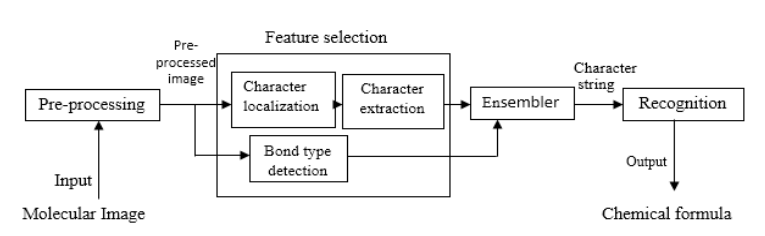 Feature selection
Pre-
processed
image
Pre-processing
Character
localization
Character
extraction
Ensembler
Character
string
Recognition
Bond type
detection
Input
Output
Molecular Image
Chemical formula